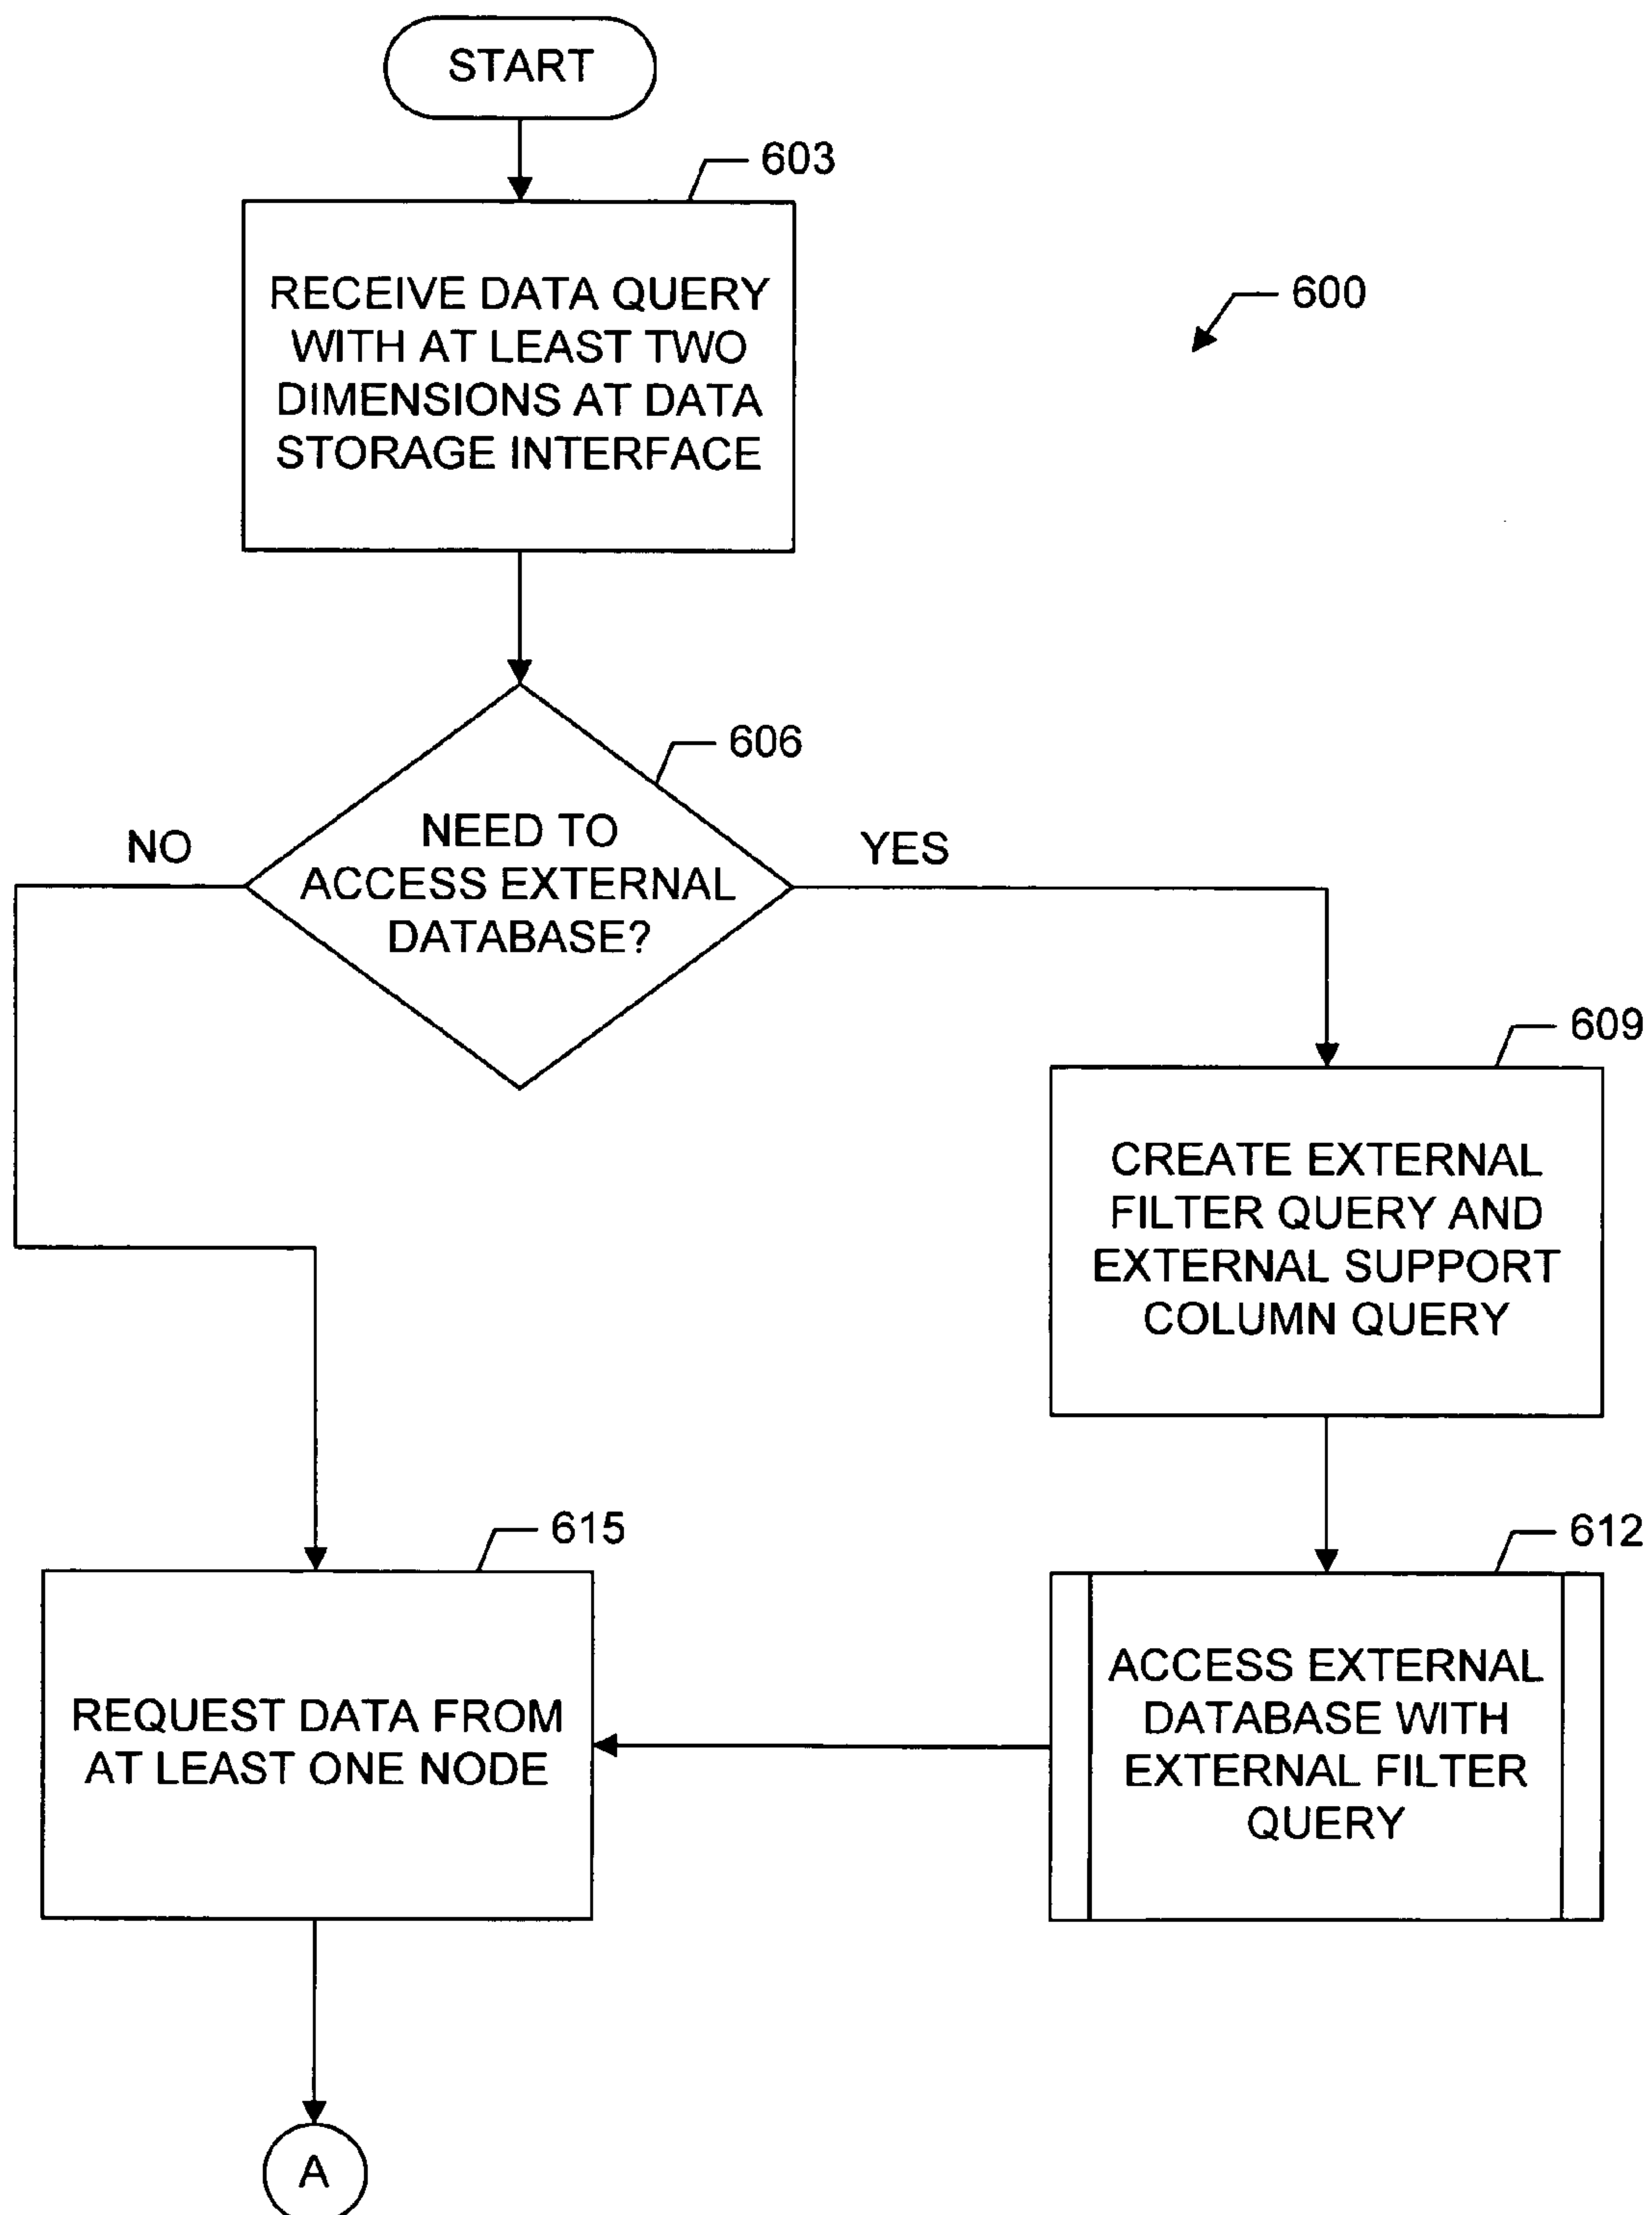 START
603
RECEIVE DATA QUERY
WITH AT LEAST TWO
DIMENSIONS AT DATA
STORAGE INTERFACE
600
606
NEED TO
ACCESS EXTERNAL
DATABASE?
NO
YES
609
CREATE EXTERNAL
FILTER QUERY AND
EXTERNAL SUPPORT
COLUMN QUERY
615
REQUEST DATA FROM
AT LEAST ONE NODE
612
ACCESS EXTERNAL
DATABASE WITH
EXTERNAL FILTER
QUERY
A